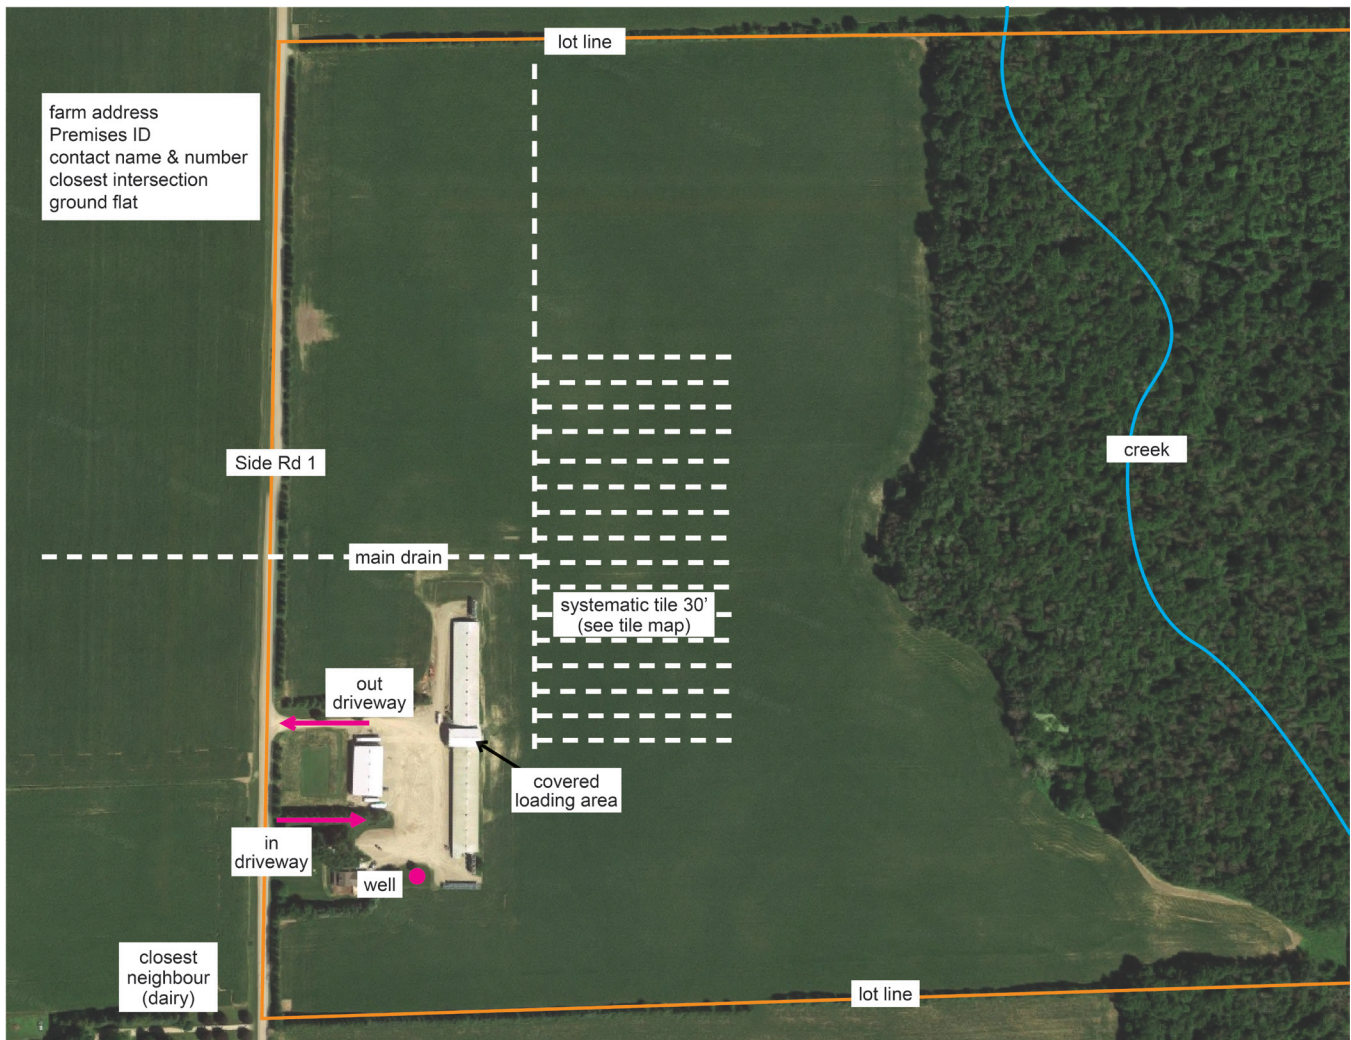 lot line
farm address
Premises ID
contact name & number
closest intersection
ground flat
creek
Side Rd 1
main drain
systematic tile 30’
(see tile map)
out
driveway
covered
loading area
in
driveway
well
closest
neighbour
(dairy)
lot line